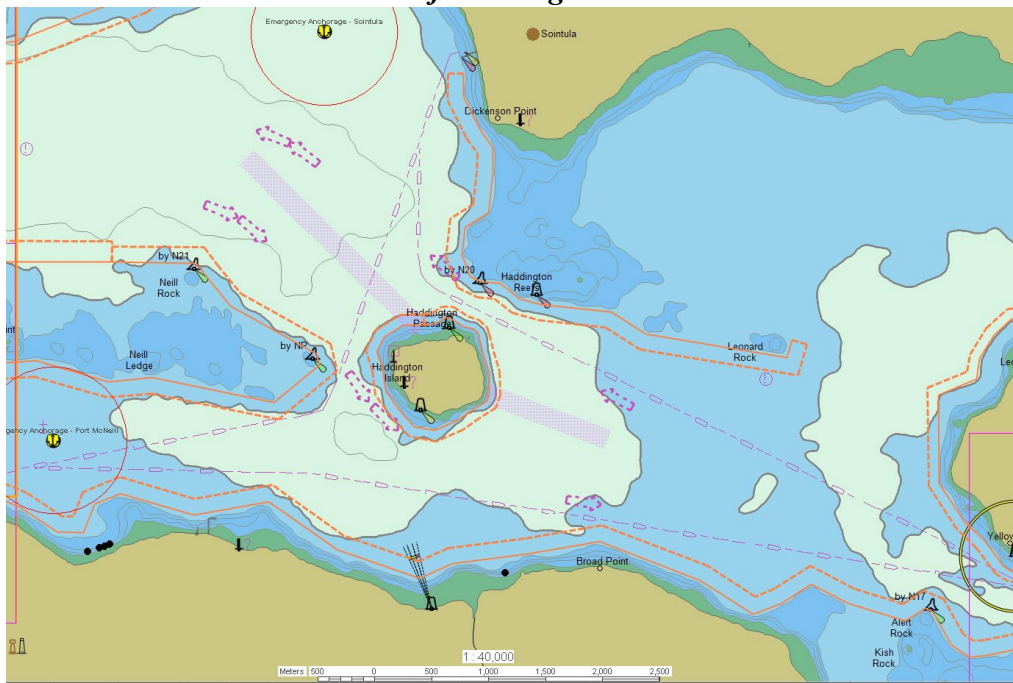 Emergency Anchorage - Sointula
Sointula
Dickenson Point
by N21
Neill
Rock
by N20
Haddington
Reefs
Haddington
Passage
Leonard
Rock
by NP
Neill
Ledge
Haddington
Island
Emergency Anchorage - Port McNeill
Broad Point
by N17
Alert
Rock
Kish
Rock
1 : 40,000
Meters 500 0 500 1,000 1,500 2,000 2,500